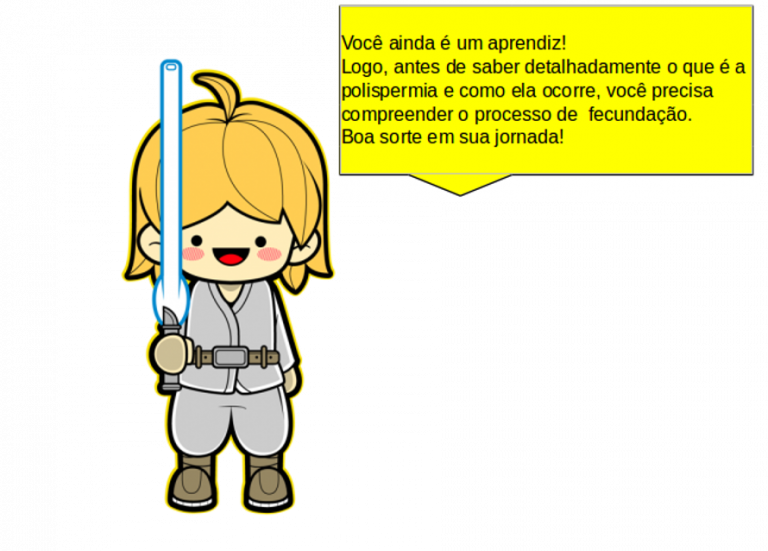 Você ainda é um aprendiz!
Logo, antes de saber detalhadamente o que é a
polispermia e como ela ocorre, você precisa
compreender o processo de  fecundação.
Boa sorte em sua jornada!